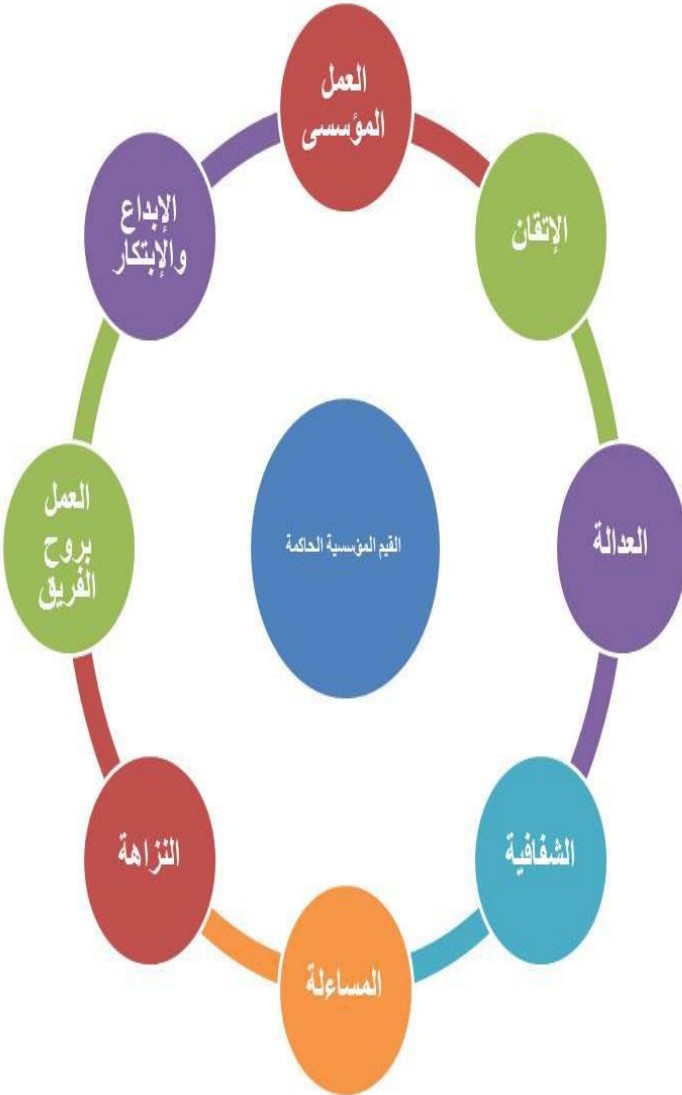 العمل
المؤسسى
الإتقان
العدالة
الشفافية
المساءلة
النزاهة
العمل
بروح
الفريق
الإبداع
والإبتكار
القيم المؤسسية الحاكمة